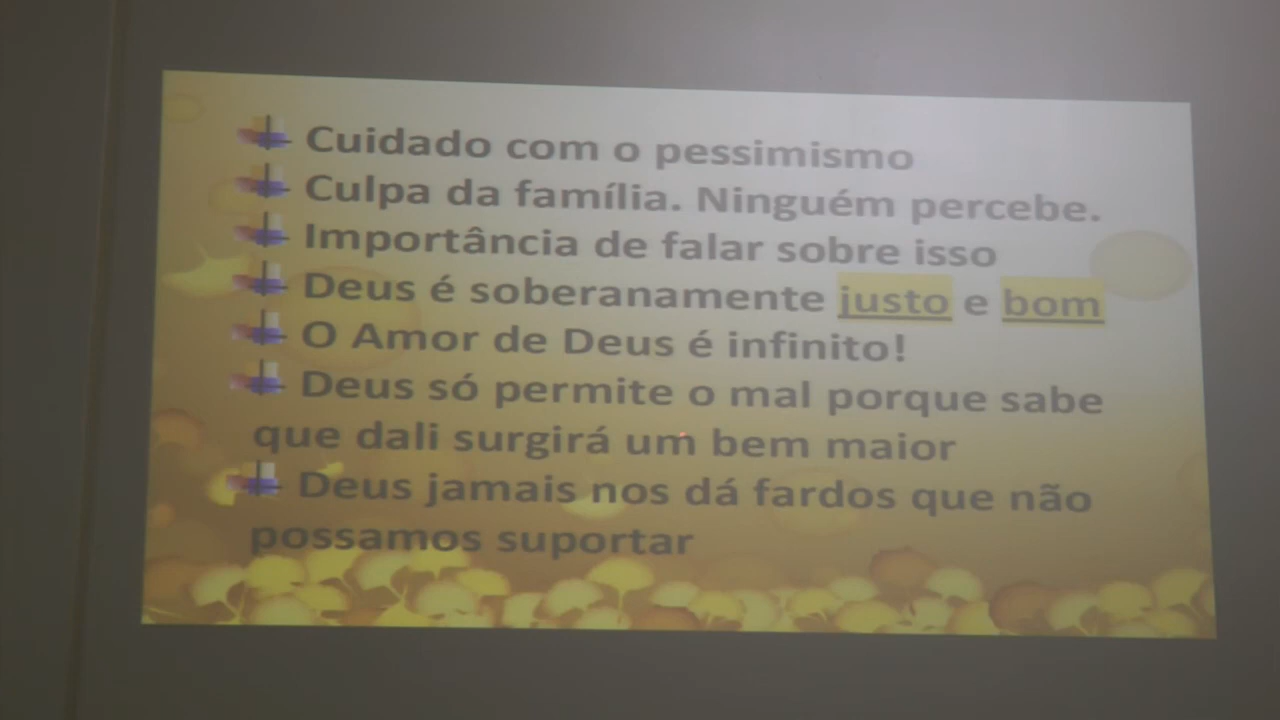 Cuidado com o pessimismo
Culpa da família. Ninguém percebe.
Importância de falar sobre isso
Deus é soberanamente justo e bom
O Amor de Deus é infinito!
Deus só permite o mal porque sabe
que dali surgirá um bem maior
Deus jamais nos dá fardos que não
possamos suportar